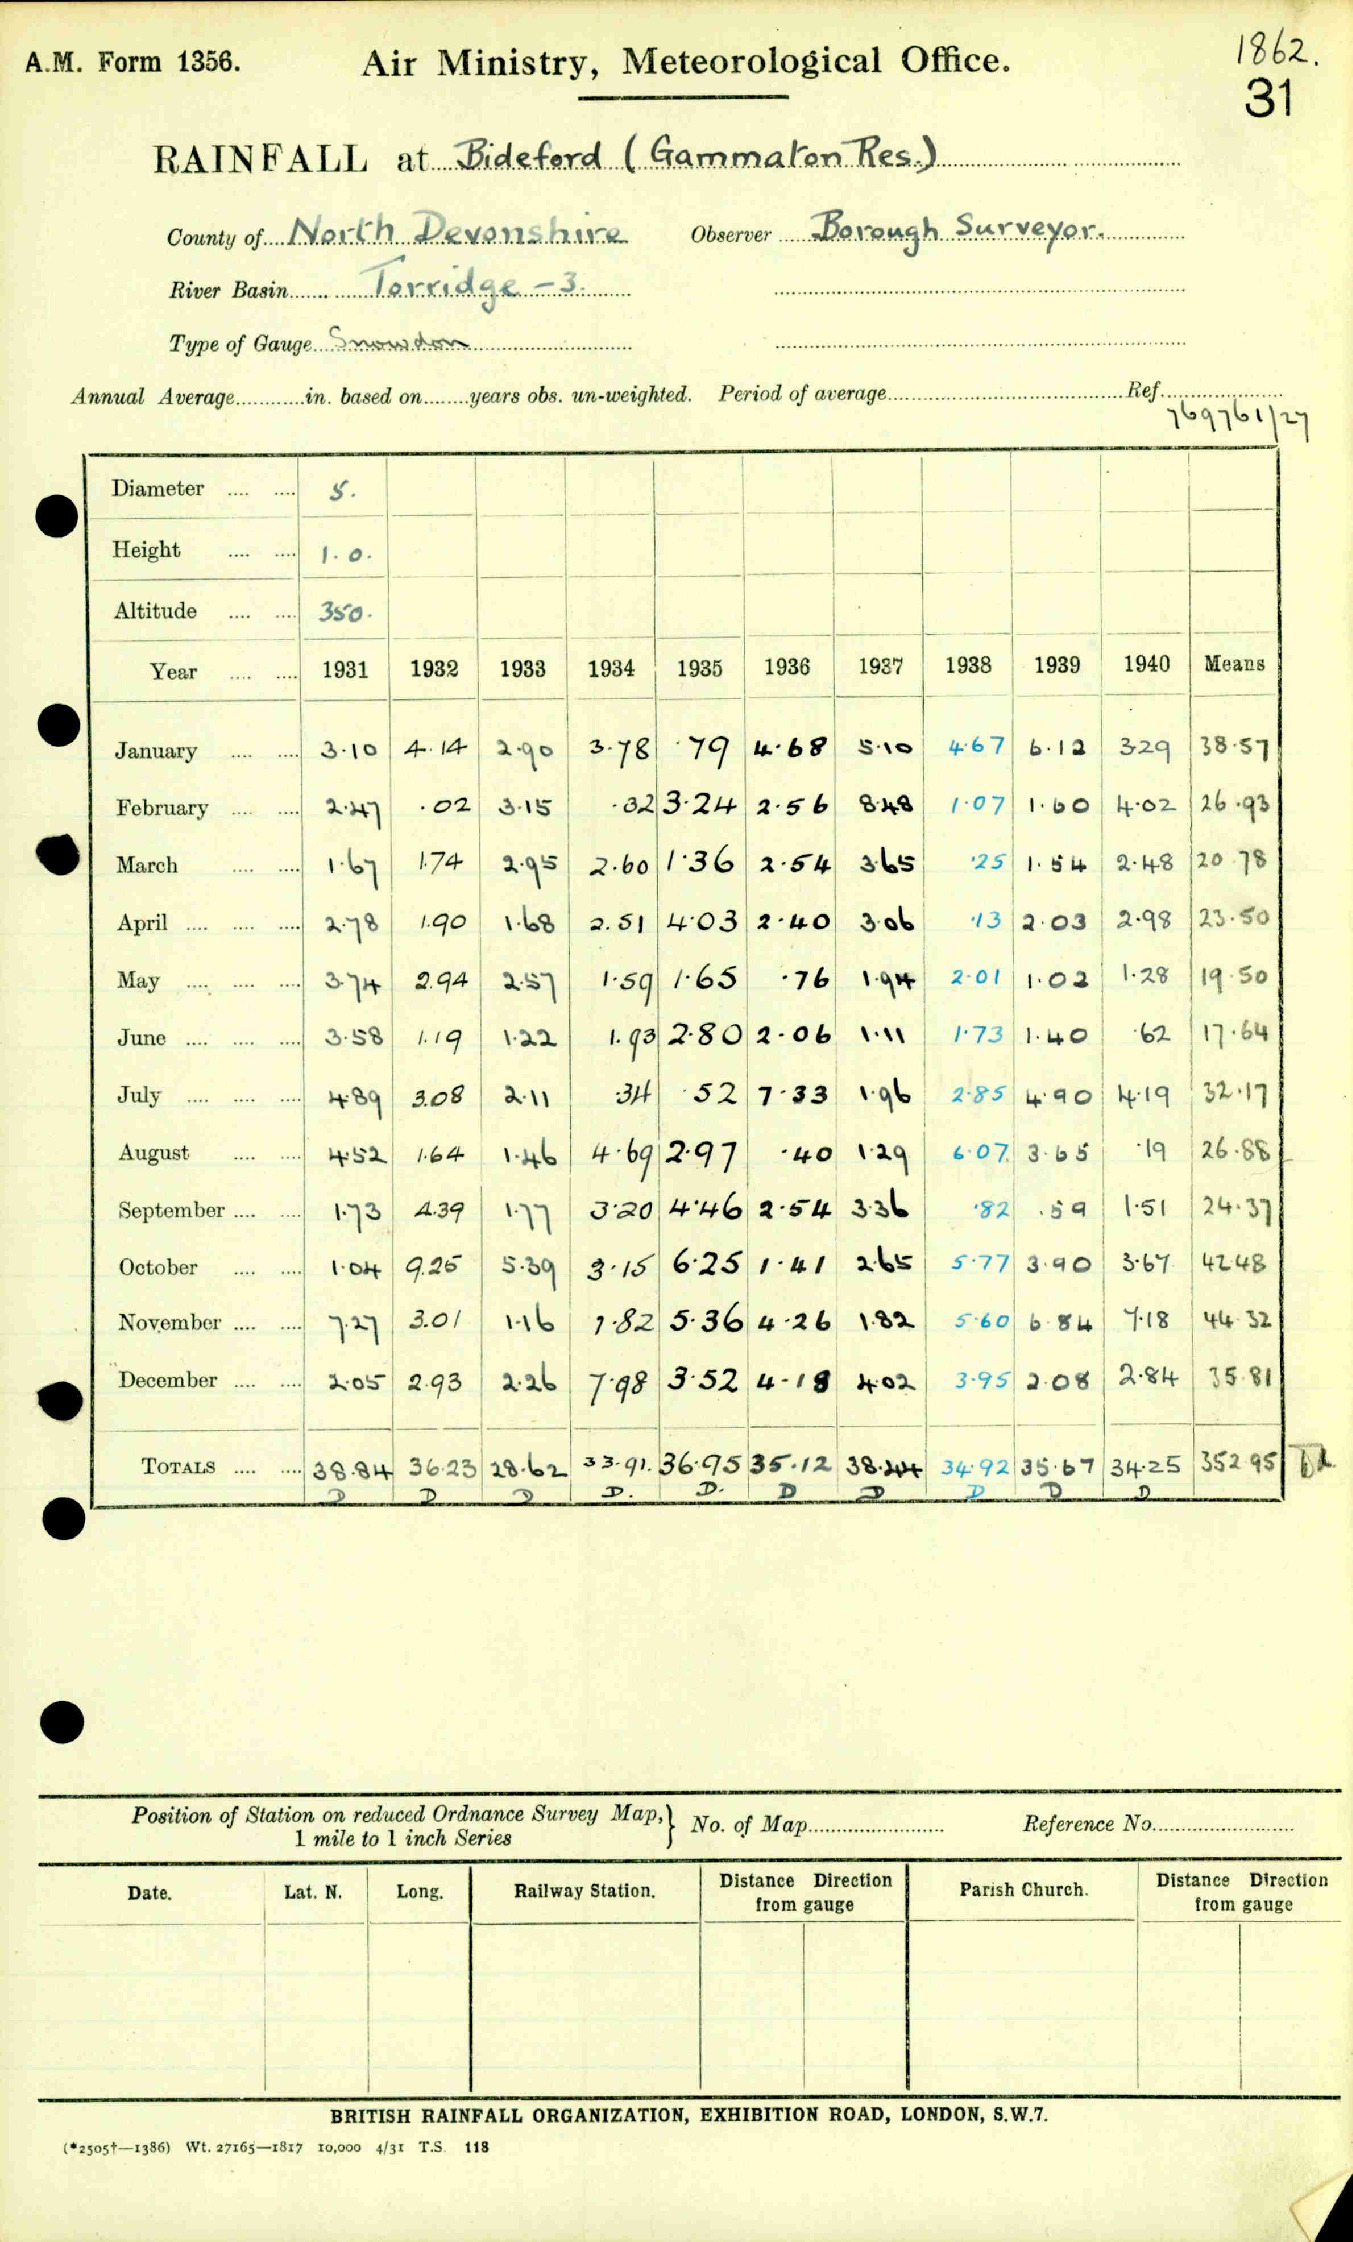 A.M. Form 1356.
Air Ministry, Meteorological Office.
1862.
31
RAINFALL at Bideford (Gammaton Res.)
County of North Devonshire Observer Borough Surveyor.
River Basin Torridge - 3.
Type of Gauge Snowdon
Annual Average in. based on years obs. un-weighted. Period of average Ref.
769761/27
Diameter 5.
Height 1.0.
Altitude 350.
Year 1931 1932 1933 1934 1935 1936 1937 1938 1939 1940 Means
January 3.10 4.14 2.90 3.78 .79 4.68 5.10 4.67 6.12 3.29 38.57
February 2.47 .02 3.15 .32 3.24 2.56 8.48 1.07 1.60 4.02 26.93
March 1.67 1.74 2.95 2.60 1.36 2.54 3.65 .25 1.54 2.48 20.78
April 2.78 1.90 1.68 2.51 4.03 2.40 3.06 .13 2.03 2.98 23.50
May 3.74 2.94 2.57 1.59 1.65 .76 1.94 2.01 1.02 1.28 19.50
June 3.58 1.19 1.22 1.93 2.80 2.06 1.11 1.73 1.40 .62 17.64
July 4.89 3.08 2.11 .34 .52 7.33 1.96 2.85 4.90 4.19 32.17
August 4.52 1.64 1.46 4.69 2.97 .40 1.29 6.07 3.65 .19 26.88
September 1.73 4.39 1.77 3.20 4.46 2.54 3.36 .82 .59 1.51 24.37
October 1.04 9.25 5.39 3.15 6.25 1.41 2.65 5.77 3.90 3.67 42.48
November 7.27 3.01 1.16 1.82 5.36 4.26 1.82 5.60 6.84 7.18 44.32
December 2.05 2.93 2.26 7.98 3.52 4.18 4.02 3.95 2.08 2.84 35.81
TOTALS 38.84 36.23 28.62 33.91. 36.95 35.12 38.44 34.92 35.67 34.25 352.95
D D D D. D. D D D D D
Position of Station on reduced Ordnance Survey Map, } No. of Map Reference No.
1 mile to 1 inch Series
Date. Lat. N. Long. Railway Station. Distance Direction from gauge Parish Church. Distance Direction from gauge
BRITISH RAINFALL ORGANIZATION, EXHIBITION ROAD, LONDON, S.W.7.
(*2505†—1386) Wt. 27165—1817 10,000 4/31 T.S. 118